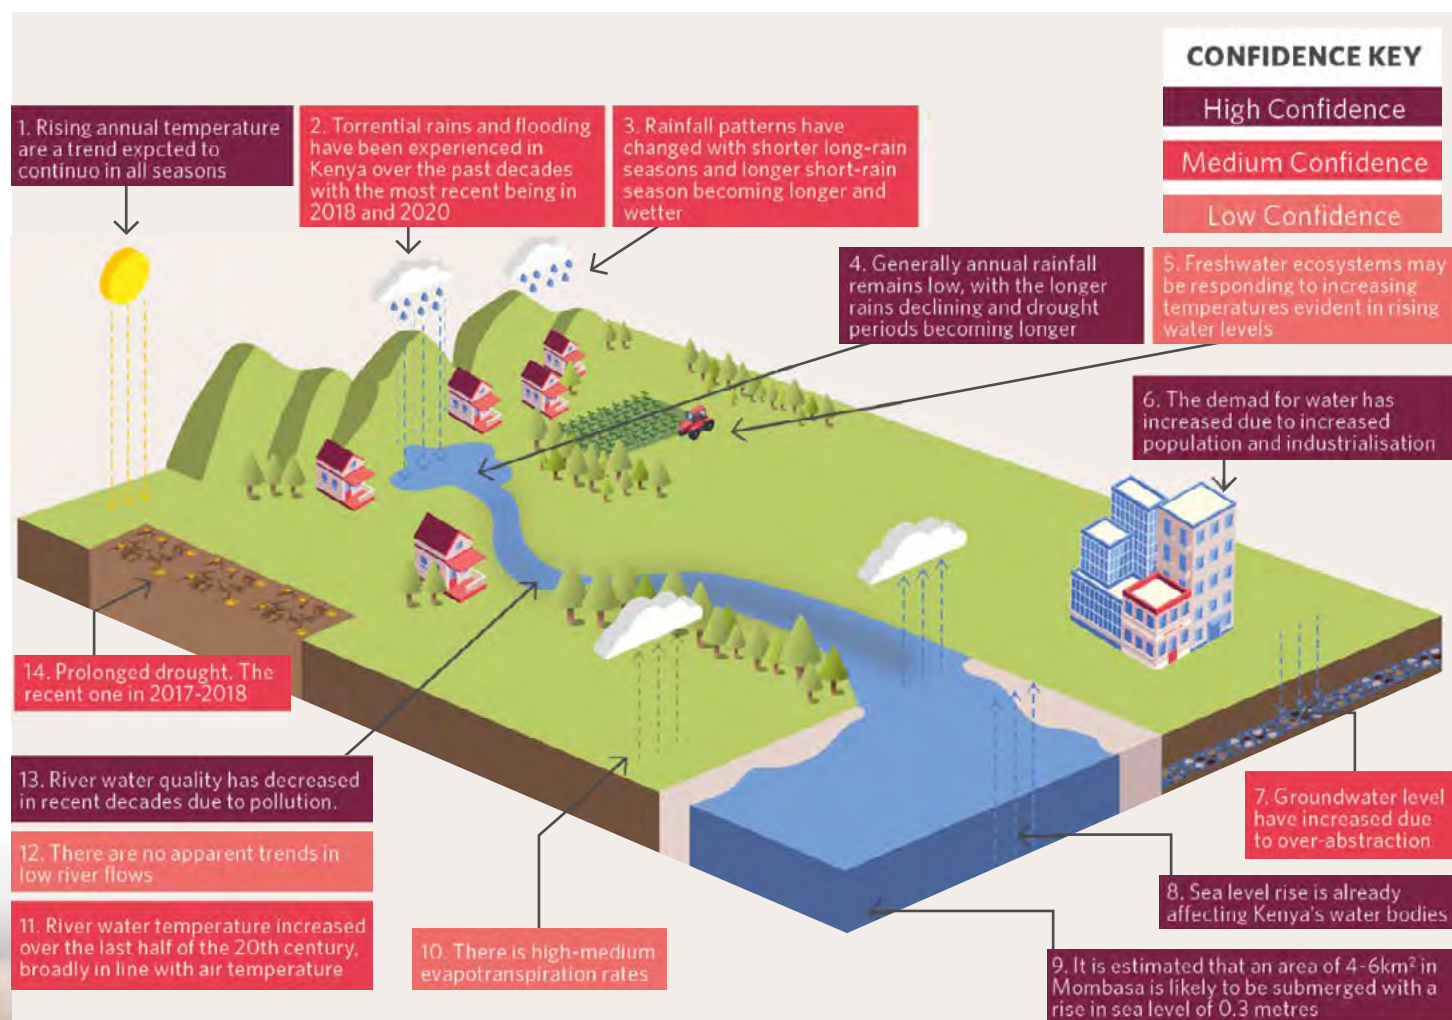 CONFIDENCE KEY
High Confidence
Medium Confidence
Low Confidence
1. Rising annual temperature
are a trend expcted to
continuo in all seasons
2. Torrential rains and flooding
have been experienced in
Kenya over the past decades
with the most recent being in
2018 and 2020
3. Rainfall patterns have
changed with shorter long-rain
seasons and longer short-rain
season becoming longer and
wetter
4. Generally annual rainfall
remains low, with the longer
rains declining and drought
periods becoming longer
5. Freshwater ecosystems may
be responding to increasing
temperatures evident in rising
water levels
6. The demad for water has
increased due to increased
population and industrialisation
7. Groundwater level
have increased due
to over-abstraction
8. Sea level rise is already
affecting Kenya's water bodies
9. It is estimated that an area of 4-6km² in
Mombasa is likely to be submerged with a
rise in sea level of 0.3 metres
10. There is high-medium
evapotranspiration rates
11. River water temperature increased
over the last half of the 20th century,
broadly in line with air temperature
12. There are no apparent trends in
low river flows
13. River water quality has decreased
in recent decades due to pollution.
14. Prolonged drought. The
recent one in 2017-2018